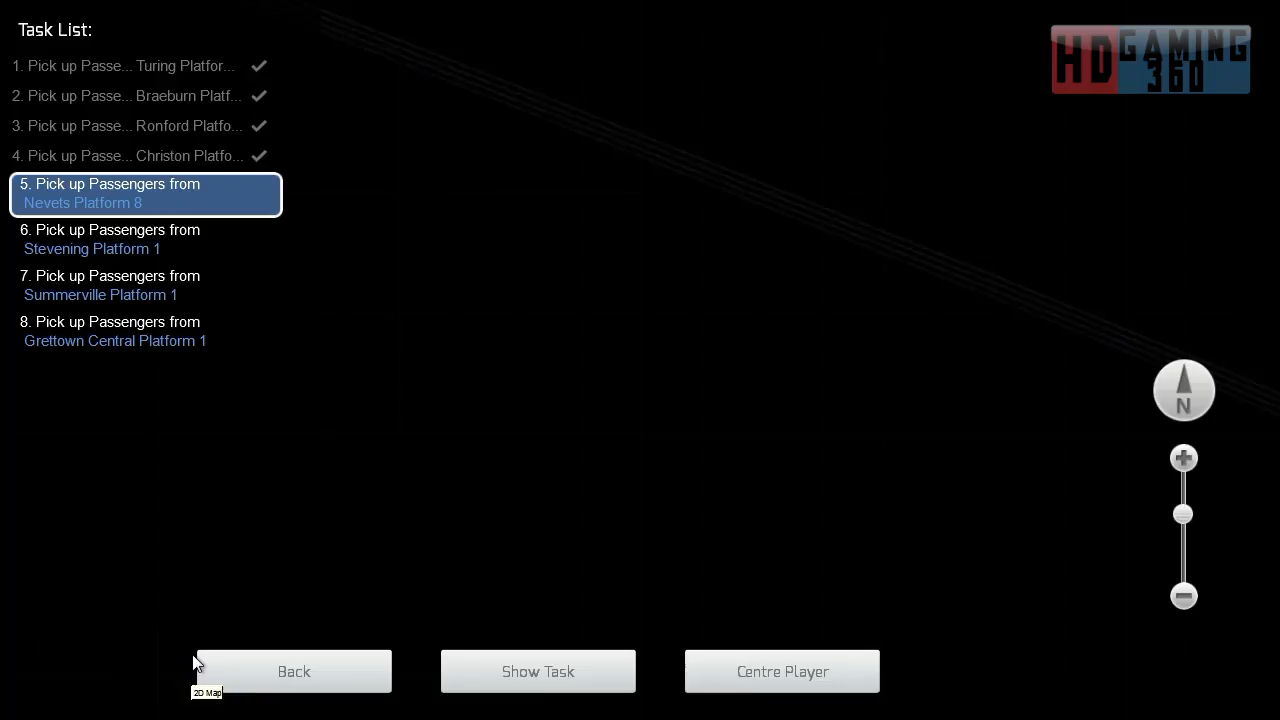 Task List:
1. Pick up Passe... Turing Platfor...
2. Pick up Passe... Braeburn Platf...
3. Pick up Passe... Ronford Platfo...
4. Pick up Passe... Christon Platfo...
5. Pick up Passengers from
Nevets Platform 8
6. Pick up Passengers from
Stevening Platform 1
7. Pick up Passengers from
Summerville Platform 1
8. Pick up Passengers from
Grettown Central Platform 1
HD GAMING
360
N
Back
Show Task
Centre Player
2D Map